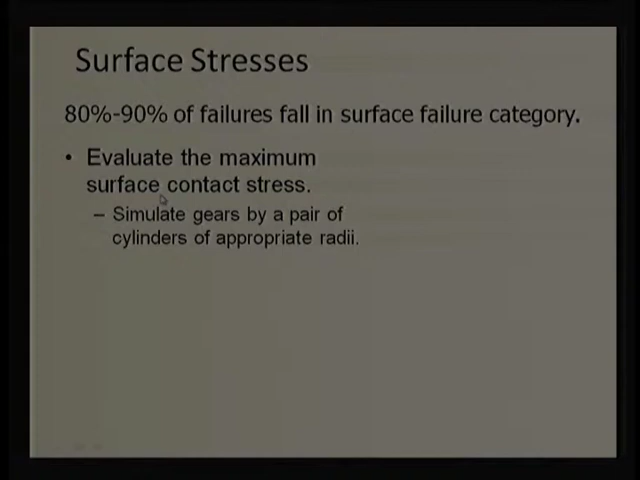 Surface Stresses
80%-90% of failures fall in surface failure category.
• Evaluate the maximum
surface contact stress.
– Simulate gears by a pair of
cylinders of appropriate radii.